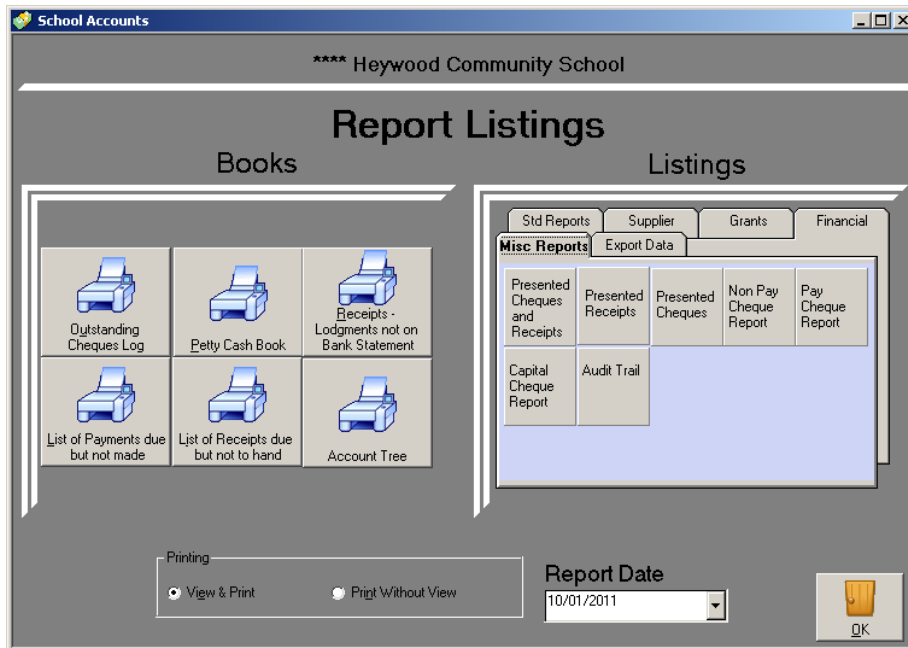 School Accounts
**** Heywood Community School
Report Listings
Books
Listings
Outstanding
Cheques Log
Petty Cash Book
Receipts -
Lodgments not on
Bank Statement
List of Payments due
but not made
List of Receipts due
but not to hand
Account Tree
Std Reports
Supplier
Grants
Financial
Misc Reports
Export Data
Presented
Cheques
and
Receipts
Presented
Receipts
Presented
Cheques
Non Pay
Cheque
Report
Pay
Cheque
Report
Capital
Cheque
Report
Audit Trail
Printing
View & Print
Print Without View
Report Date
10/01/2011
OK